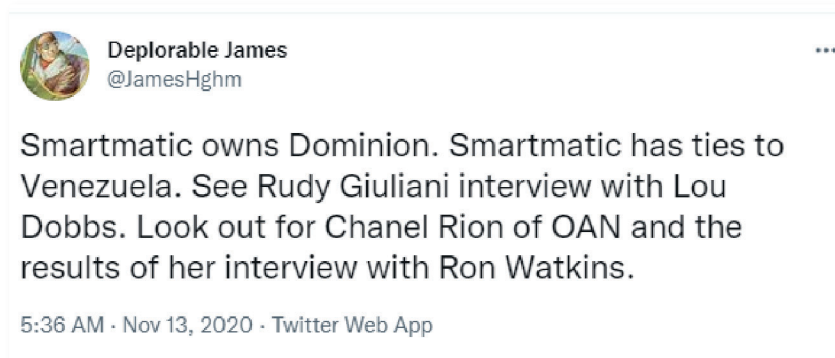 Deplorable James
@JamesHghm
Smartmatic owns Dominion. Smartmatic has ties to
Venezuela. See Rudy Giuliani interview with Lou
Dobbs. Look out for Chanel Rion of OAN and the
results of her interview with Ron Watkins.
5:36 AM · Nov 13, 2020 · Twitter Web App